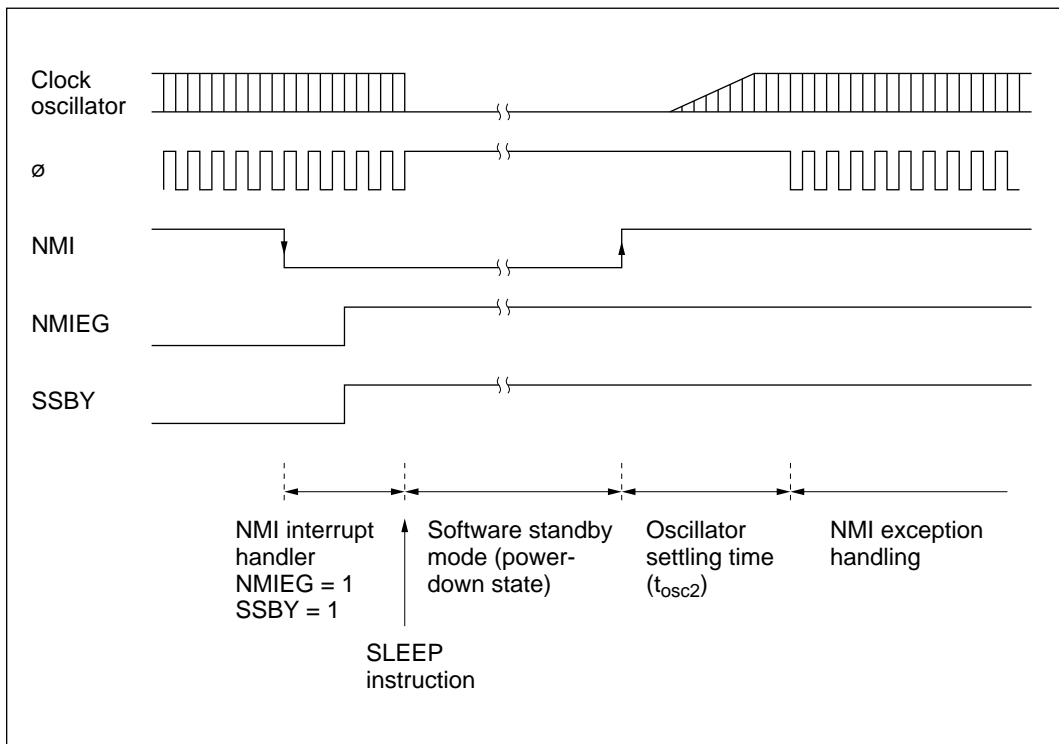 Clock
oscillator
ø
NMI
NMIEG
SSBY
NMI interrupt
handler
NMIEG = 1
SSBY = 1
Software standby
mode (power-
down state)
Oscillator
settling time
(tosc2)
NMI exception
handling
SLEEP
instruction